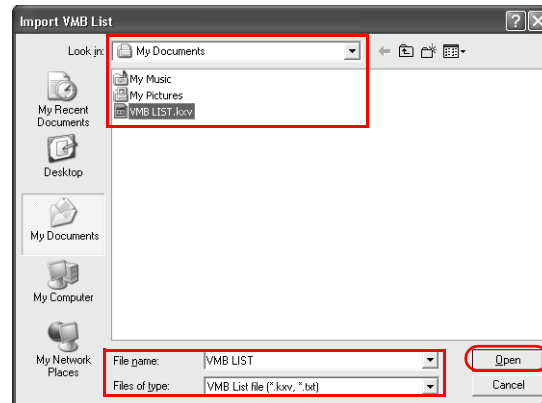 Import VMB List
Look in: My Documents
My Music
My Pictures
VMB LIST.kxv
My Recent
Documents
Desktop
My Documents
My Computer
My Network
Places
File name: VMB LIST
Open
Files of type: VMB List file (*.kxv, *.txt)
Cancel